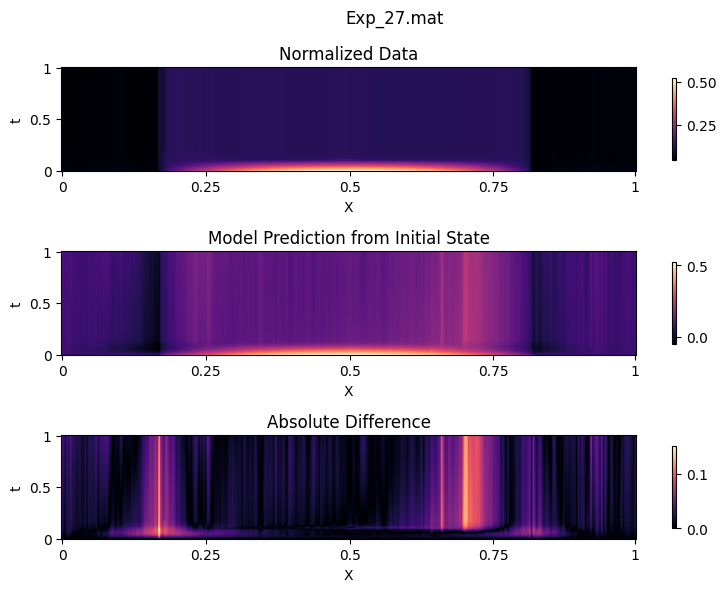 Exp_27.mat
Normalized Data
1
0.5
0
t
0 0.25 0.5 0.75 1
X
0.50
0.25
Model Prediction from Initial State
1
0.5
0
t
0 0.25 0.5 0.75 1
X
0.5
0.0
Absolute Difference
1
0.5
0
t
0 0.25 0.5 0.75 1
X
0.1
0.0